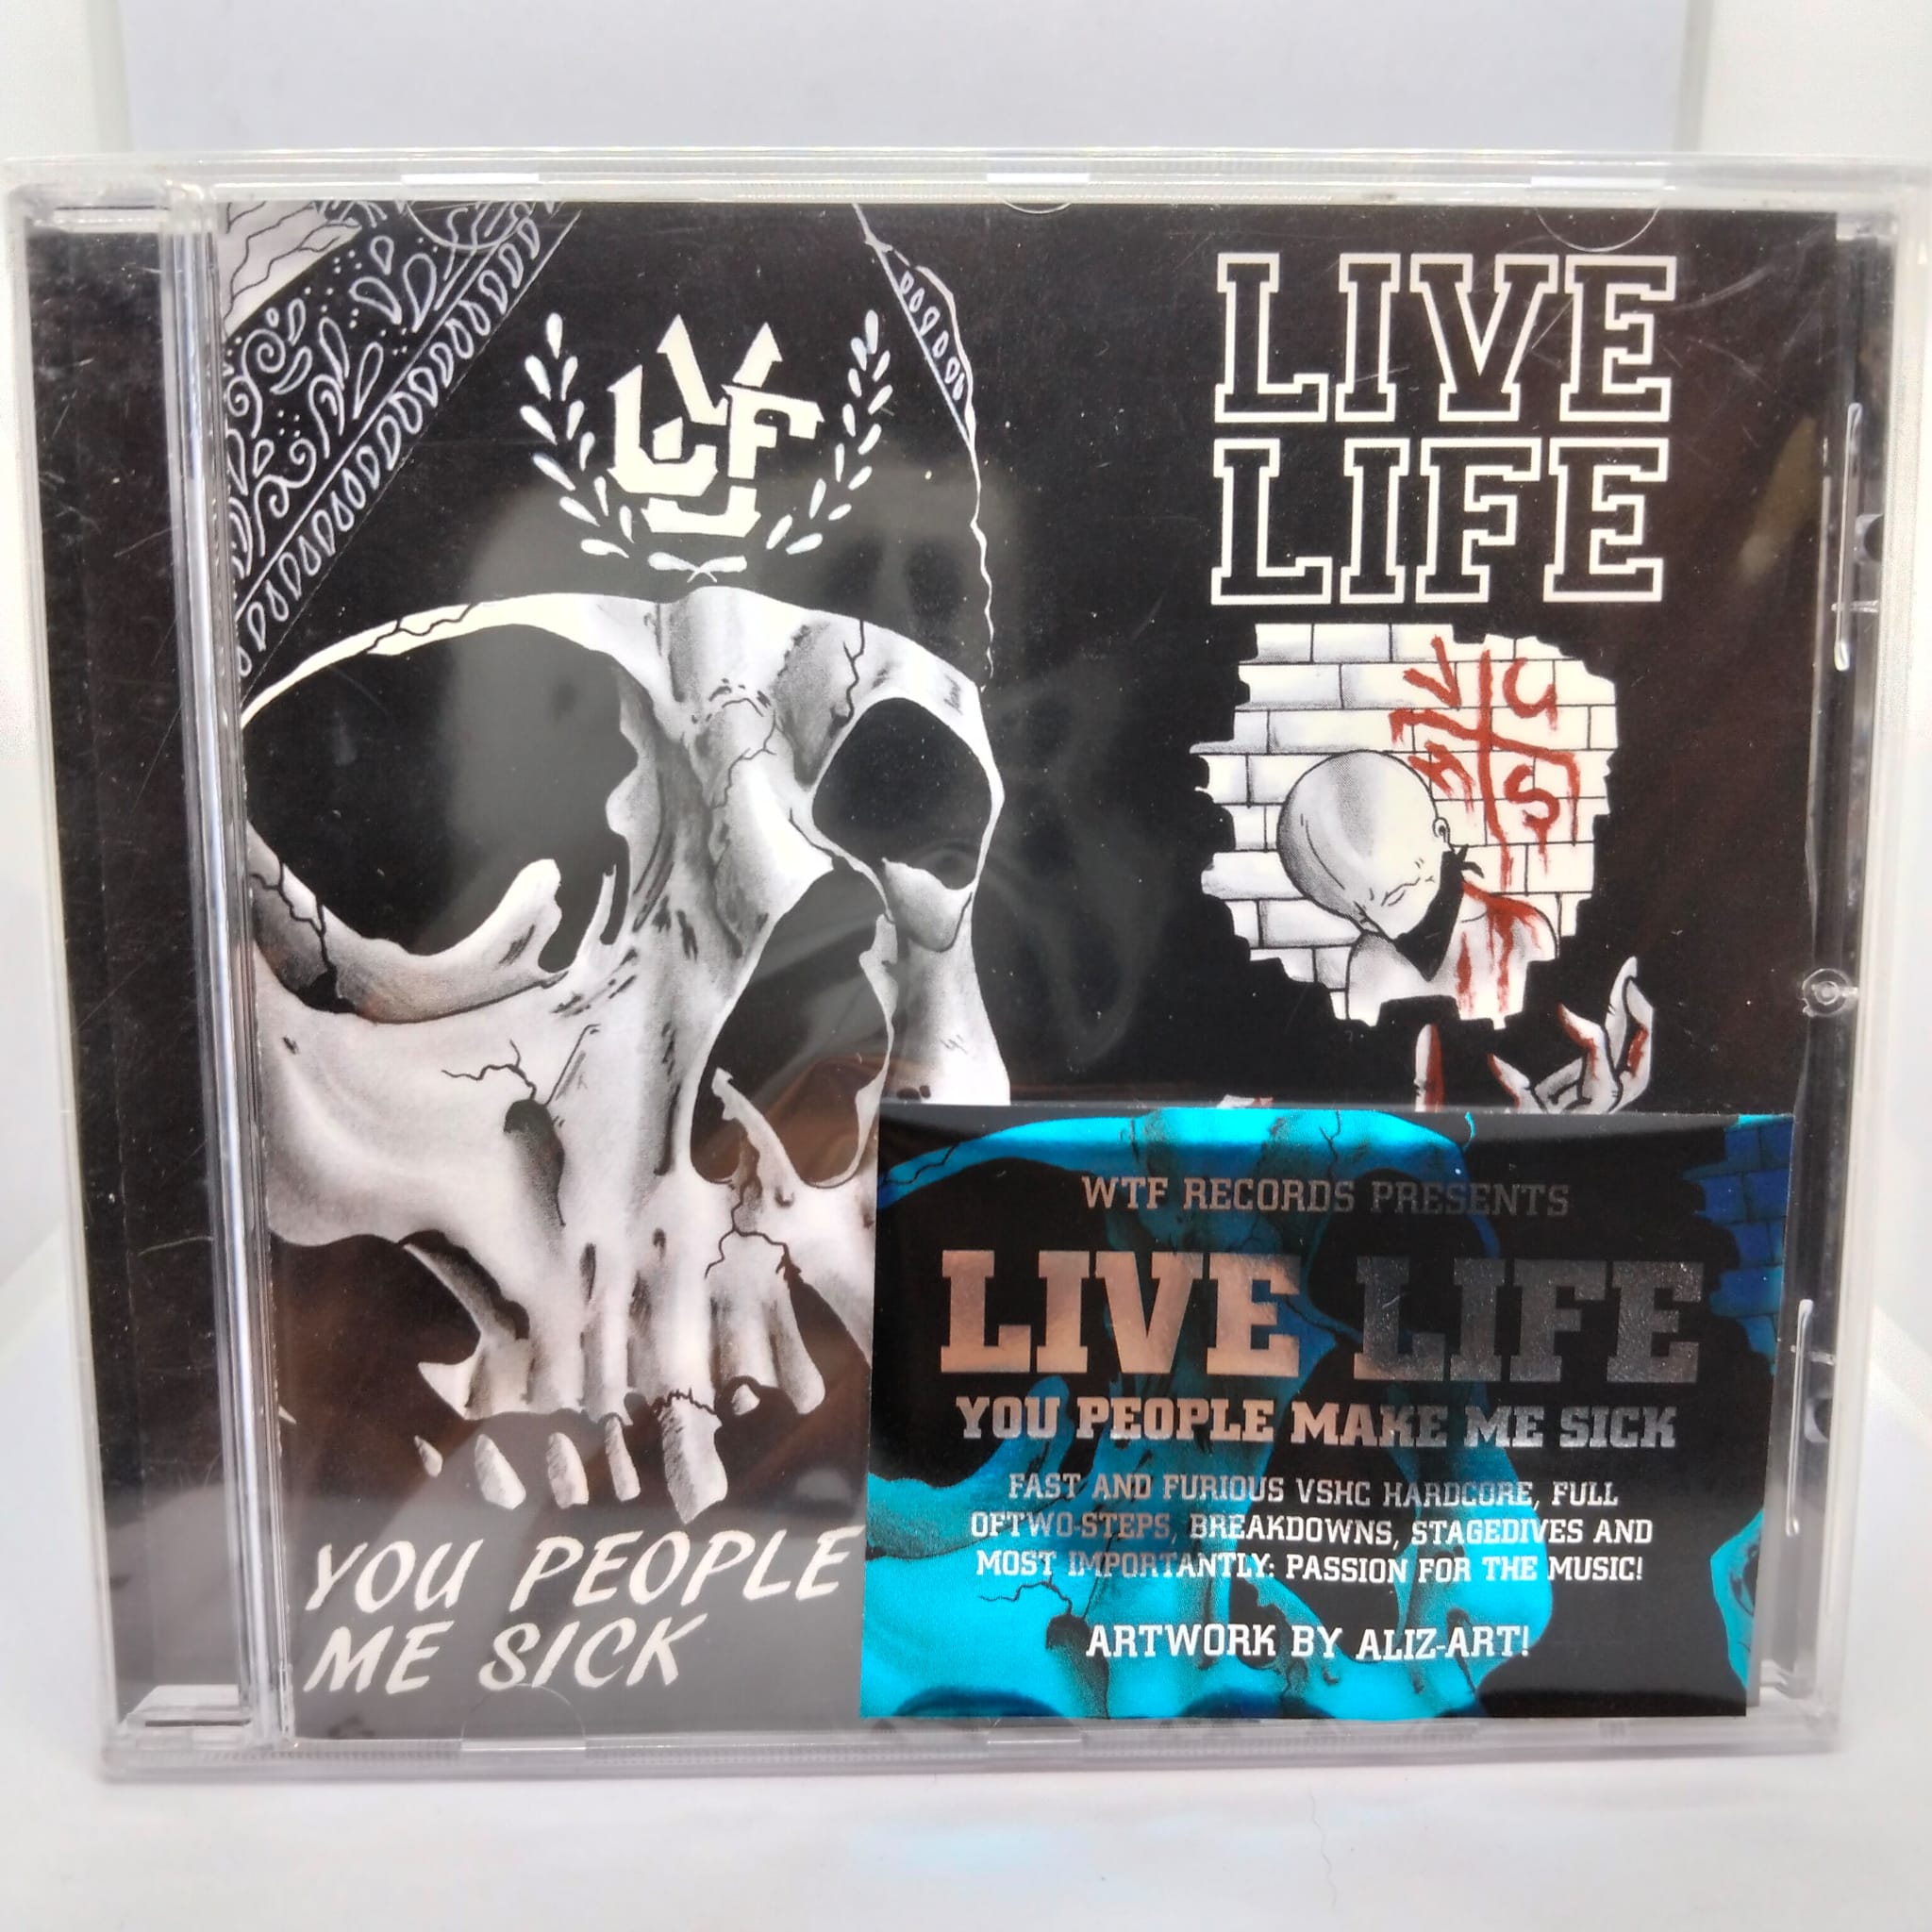 LIVE
LIFE
V C
H S
YOU PEOPLE
ME SICK
WTF RECORDS PRESENTS
LIVE LIFE
YOU PEOPLE MAKE ME SICK
FAST AND FURIOUS VSHC HARDCORE, FULL
OFTWO-STEPS, BREAKDOWNS, STAGEDIVES AND
MOST IMPORTANTLY: PASSION FOR THE MUSIC!
ARTWORK BY ALIZ-ART!